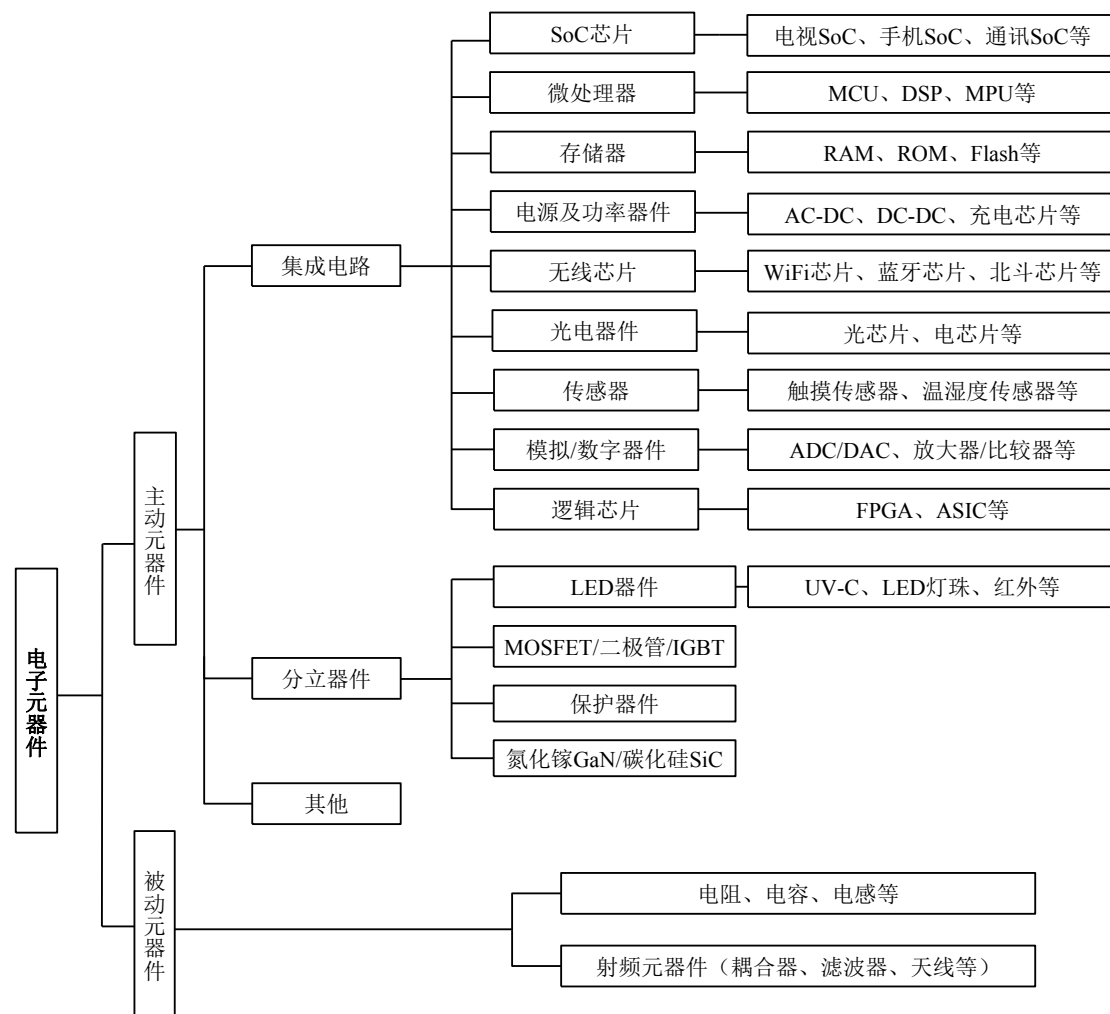 SoC芯片
电视SoC、手机SoC、通讯SoC等
微处理器
MCU、DSP、MPU等
存储器
RAM、ROM、Flash等
电源及功率器件
AC-DC、DC-DC、充电芯片等
集成电路
无线芯片
WiFi芯片、蓝牙芯片、北斗芯片等
光电器件
光芯片、电芯片等
传感器
触摸传感器、温湿度传感器等
模拟/数字器件
ADC/DAC、放大器/比较器等
逻辑芯片
FPGA、ASIC等
主动元器件
LED器件
UV-C、LED灯珠、红外等
MOSFET/二极管/IGBT
电子元器件
分立器件
保护器件
氮化镓GaN/碳化硅SiC
其他
被动元器件
电阻、电容、电感等
射频元器件（耦合器、滤波器、天线等）